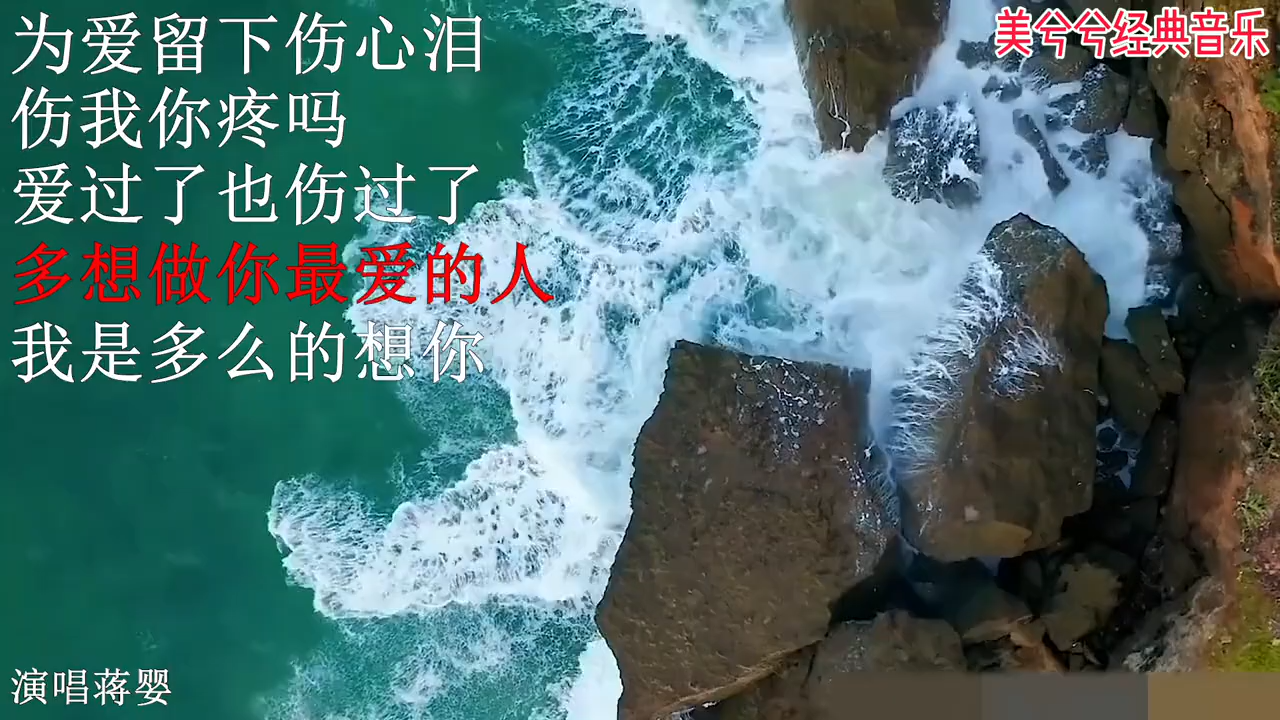 为爱留下伤心泪
伤我你疼吗
爱过了也伤过了
多想做你最爱的人
我是多么的想你
美兮兮经典音乐
演唱蒋婴